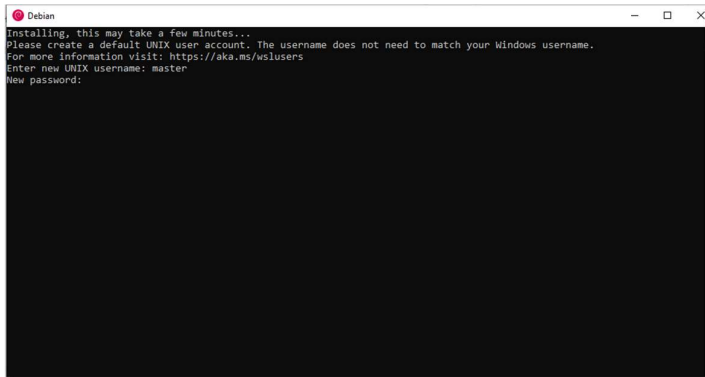 Debian
Installing, this may take a few minutes...
Please create a default UNIX user account. The username does not need to match your Windows username.
For more information visit: https://aka.ms/wslusers
Enter new UNIX username: master
New password: